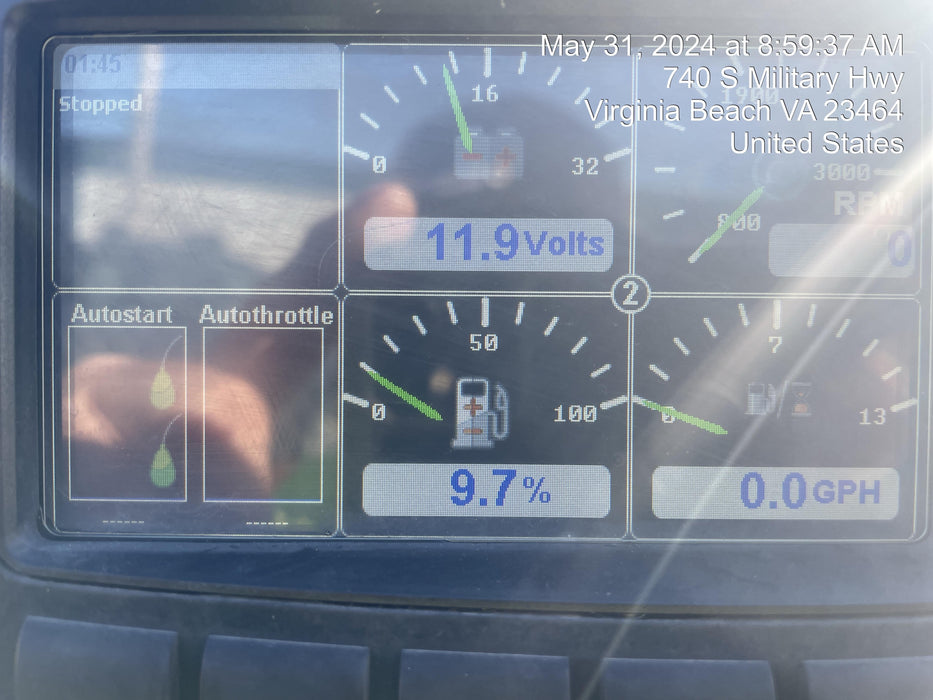 May 31, 2024 at 8:59:37 AM
740 S Military Hwy
Virginia Beach VA 23464
United States
01:45
Stopped
16
0
32
11.9 Volts
1900
3000
RPM
800
0
2
Autostart
Autothrottle
------
------
50
0
100
9.7 %
7
0
13
0.0 GPH